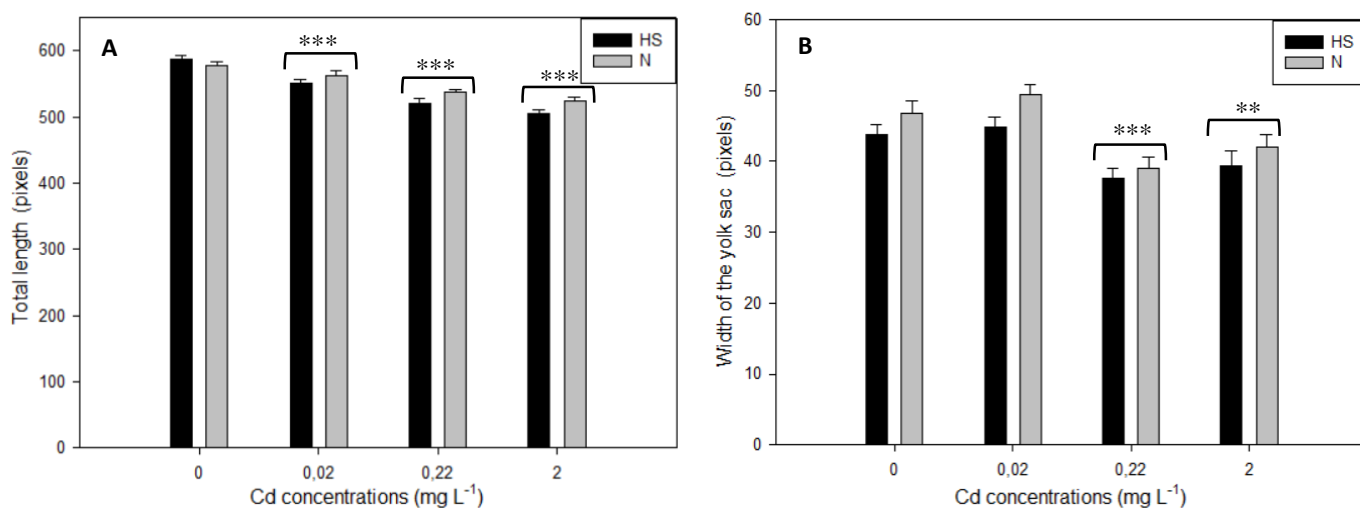 A
HS
N
***
***
***
600
500
400
300
200
100
0
Total length (pixels)
0
0,02
0,22
2
Cd concentrations (mg L⁻¹)
B
HS
N
***
**
60
50
40
30
20
10
0
Width of the yolk sac (pixels)
0
0,02
0,22
2
Cd concentrations (mg L⁻¹)